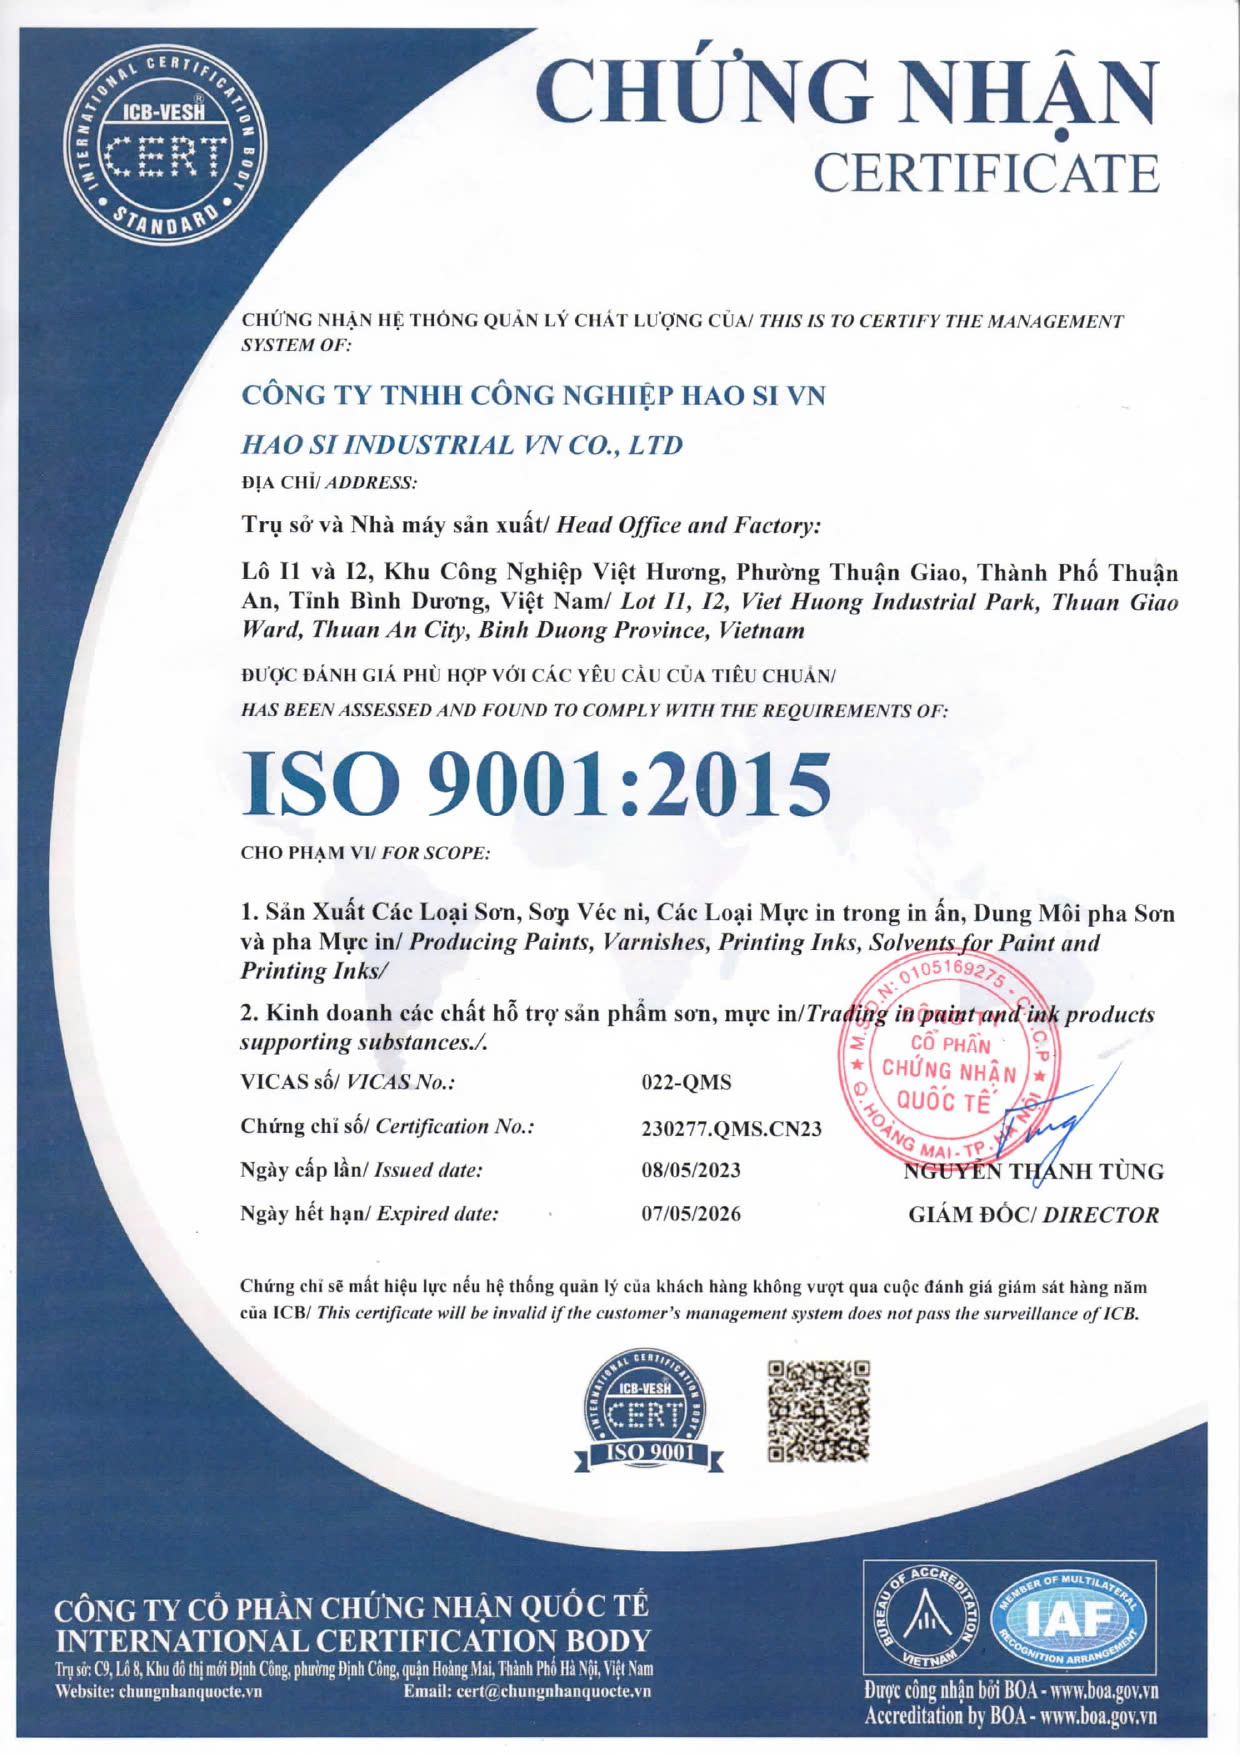 INTERNATIONAL CERTIFICATION BODY
ICB-VESH®
CERT
• STANDARD •
CHỨNG NHẬN
CERTIFICATE
CHỨNG NHẬN HỆ THỐNG QUẢN LÝ CHẤT LƯỢNG CỦA/ THIS IS TO CERTIFY THE MANAGEMENT
SYSTEM OF:
CÔNG TY TNHH CÔNG NGHIỆP HAO SI VN
HAO SI INDUSTRIAL VN CO., LTD
ĐỊA CHỈ/ ADDRESS:
Trụ sở và Nhà máy sản xuất/ Head Office and Factory:
Lô I1 và I2, Khu Công Nghiệp Việt Hương, Phường Thuận Giao, Thành Phố Thuận
An, Tỉnh Bình Dương, Việt Nam/ Lot I1, I2, Viet Huong Industrial Park, Thuan Giao
Ward, Thuan An City, Binh Duong Province, Vietnam
ĐƯỢC ĐÁNH GIÁ PHÙ HỢP VỚI CÁC YÊU CẦU CỦA TIÊU CHUẨN/
HAS BEEN ASSESSED AND FOUND TO COMPLY WITH THE REQUIREMENTS OF:
ISO 9001:2015
CHO PHẠM VI/ FOR SCOPE:
1. Sản Xuất Các Loại Sơn, Sơn Véc ni, Các Loại Mực in trong in ấn, Dung Môi pha Sơn
và pha Mực in/ Producing Paints, Varnishes, Printing Inks, Solvents for Paint and
Printing Inks/
2. Kinh doanh các chất hỗ trợ sản phẩm sơn, mực in/Trading in paint and ink products
supporting substances./.
VICAS số/ VICAS No.: 022-QMS
Chứng chỉ số/ Certification No.: 230277.QMS.CN23
Ngày cấp lần/ Issued date: 08/05/2023
Ngày hết hạn/ Expired date: 07/05/2026
M.S.D.N: 0105169275 - C.T.C.P
CÔNG TY
CỔ PHẦN
CHỨNG NHẬN
QUỐC TẾ
Q. HOÀNG MAI - TP. HÀ NỘI
NGUYỄN THANH TÙNG
GIÁM ĐỐC/ DIRECTOR
Chứng chỉ sẽ mất hiệu lực nếu hệ thống quản lý của khách hàng không vượt qua cuộc đánh giá giám sát hàng năm
của ICB/ This certificate will be invalid if the customer's management system does not pass the surveillance of ICB.
INTERNATIONAL CERTIFICATION BODY
ICB-VESH
CERT
ISO 9001
CÔNG TY CỔ PHẦN CHỨNG NHẬN QUỐC TẾ
INTERNATIONAL CERTIFICATION BODY
Trụ sở: C9, Lô 8, Khu đô thị mới Định Công, phường Định Công, quận Hoàng Mai, Thành Phố Hà Nội, Việt Nam
Website: chungnhanquocte.vn Email: cert@chungnhanquocte.vn
BUREAU OF ACCREDITATION
VIETNAM
MEMBER OF MULTILATERAL
IAF
RECOGNITION ARRANGEMENT
Được công nhận bởi BOA - www.boa.gov.vn
Accreditation by BOA - www.boa.gov.vn